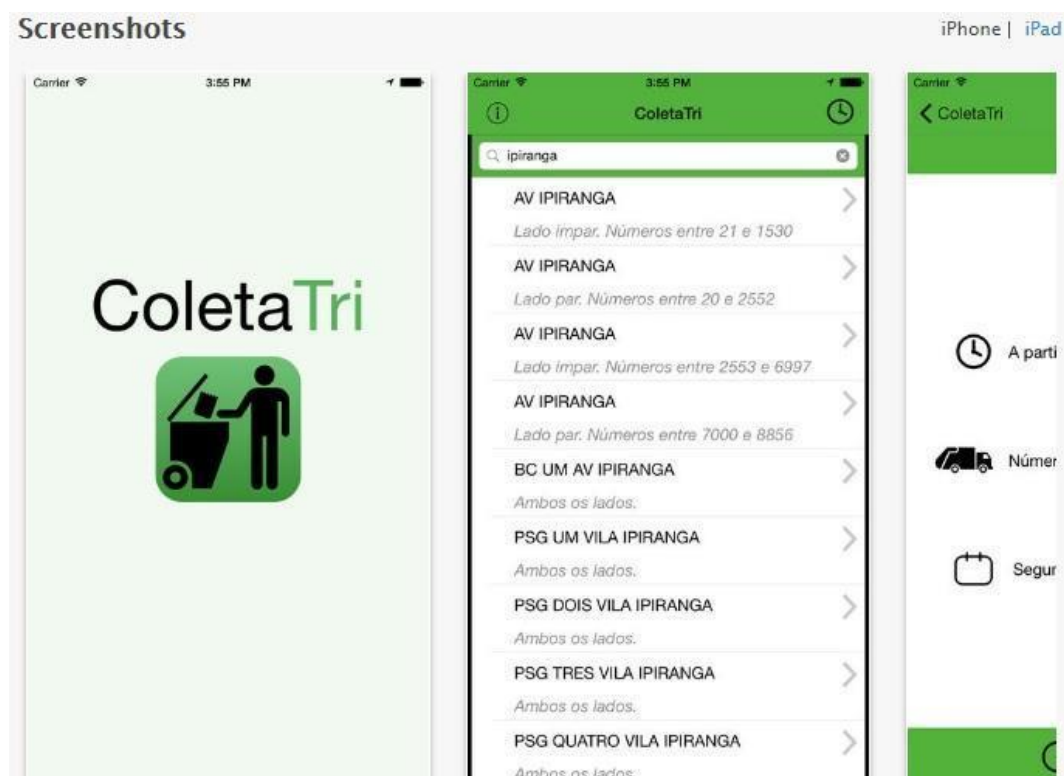 Screenshots
iPhone | iPad
Carrier 3:55 PM
ColetaTri
Carrier 3:55 PM
ColetaTri
ipiranga
AV IPIRANGA
Lado impar. Números entre 21 e 1530
AV IPIRANGA
Lado par. Números entre 20 e 2552
AV IPIRANGA
Lado impar. Números entre 2553 e 6997
AV IPIRANGA
Lado par. Números entre 7000 e 8856
BC UM AV IPIRANGA
Ambos os lados.
PSG UM VILA IPIRANGA
Ambos os lados.
PSG DOIS VILA IPIRANGA
Ambos os lados.
PSG TRES VILA IPIRANGA
Ambos os lados.
PSG QUATRO VILA IPIRANGA
Ambos os lados.
Carrier
ColetaTri
A parti
Númer
Segur